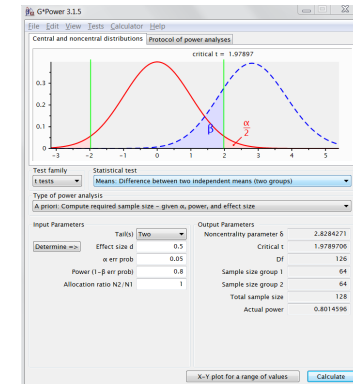 G*Power 3.1.5
File Edit View Tests Calculator Help
Central and noncentral distributions Protocol of power analyses
critical t = 1.97897
0.3
0.2
0.1
0
-3 -2 -1 0 1 2 3 4 5
β
α
2
Test family Statistical test
t tests Means: Difference between two independent means (two groups)
Type of power analysis
A priori: Compute required sample size - given α, power, and effect size
Input Parameters Output Parameters
Tail(s) Two Noncentrality parameter δ 2.8284271
Determine => Effect size d 0.5 Critical t 1.9789706
α err prob 0.05 Df 126
Power (1-β err prob) 0.8 Sample size group 1 64
Allocation ratio N2/N1 1 Sample size group 2 64
Total sample size 128
Actual power 0.8014596
X-Y plot for a range of values Calculate